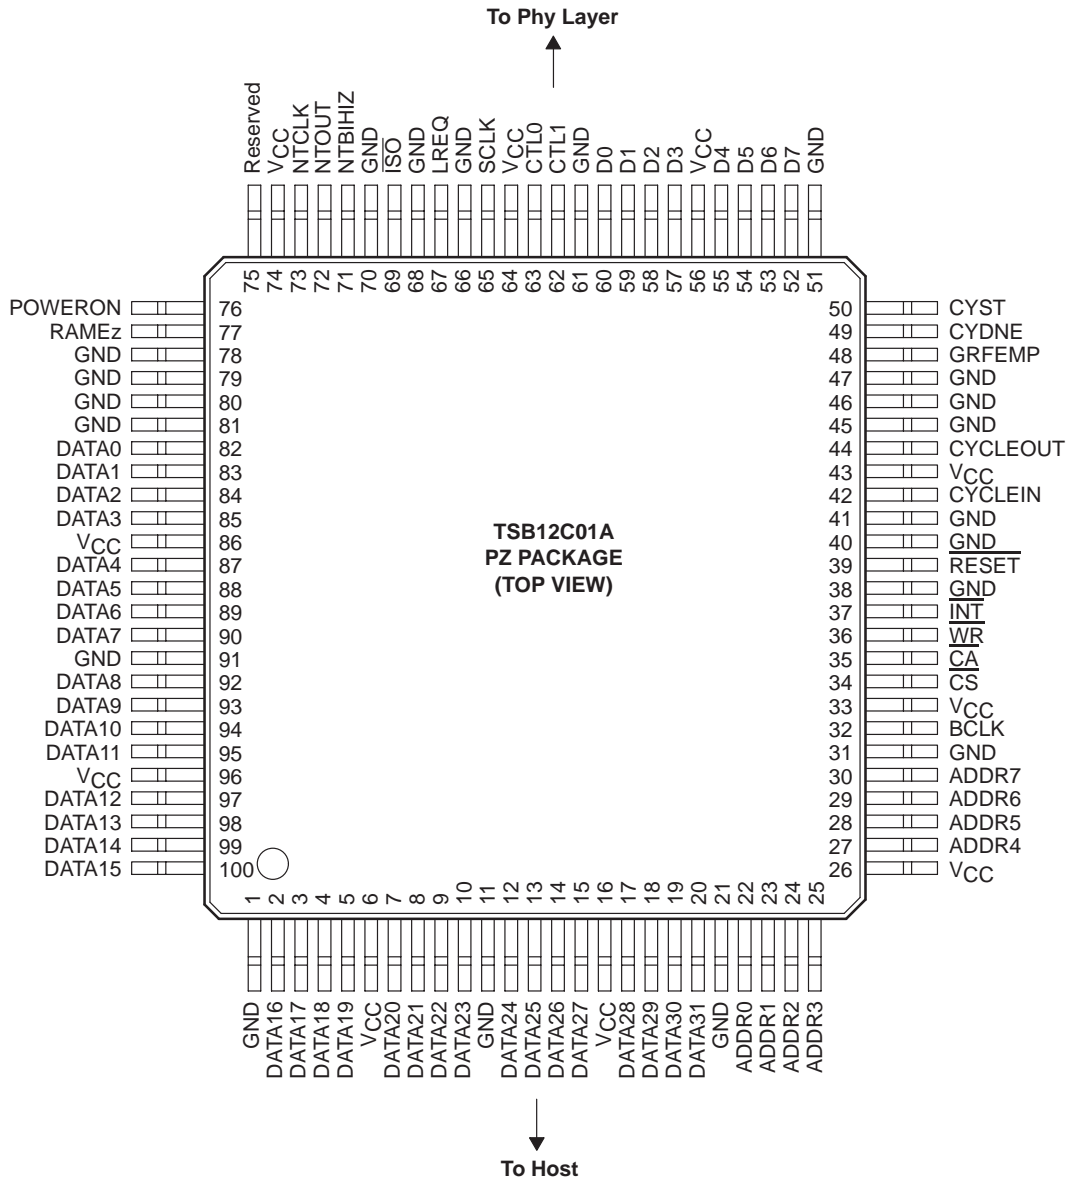 To Phy Layer
Reserved
VCC
NTCLK
NTOUT
NTBIHIZ
GND
ISO
GND
LREQ
GND
SCLK
VCC
CTL0
CTL1
GND
D0
D1
D2
D3
VCC
D4
D5
D6
D7
GND
75 74 73 72 71 70 69 68 67 66 65 64 63 62 61 60 59 58 57 56 55 54 53 52 51
POWERON 76 50 CYST
RAMEz 77 49 CYDNE
GND 78 48 GRFEMP
GND 79 47 GND
GND 80 46 GND
GND 81 45 GND
DATA0 82 44 CYCLEOUT
DATA1 83 43 VCC
DATA2 84 42 CYCLEIN
DATA3 85 41 GND
VCC 86 40 GND
DATA4 87 39 RESET
DATA5 88 38 GND
DATA6 89 37 INT
DATA7 90 36 WR
GND 91 35 CA
DATA8 92 34 CS
DATA9 93 33 VCC
DATA10 94 32 BCLK
DATA11 95 31 GND
VCC 96 30 ADDR7
DATA12 97 29 ADDR6
DATA13 98 28 ADDR5
DATA14 99 27 ADDR4
DATA15 100 26 VCC
TSB12C01A
PZ PACKAGE
(TOP VIEW)
1 2 3 4 5 6 7 8 9 10 11 12 13 14 15 16 17 18 19 20 21 22 23 24 25
GND
DATA16
DATA17
DATA18
DATA19
VCC
DATA20
DATA21
DATA22
DATA23
GND
DATA24
DATA25
DATA26
DATA27
VCC
DATA28
DATA29
DATA30
DATA31
GND
ADDR0
ADDR1
ADDR2
ADDR3
To Host